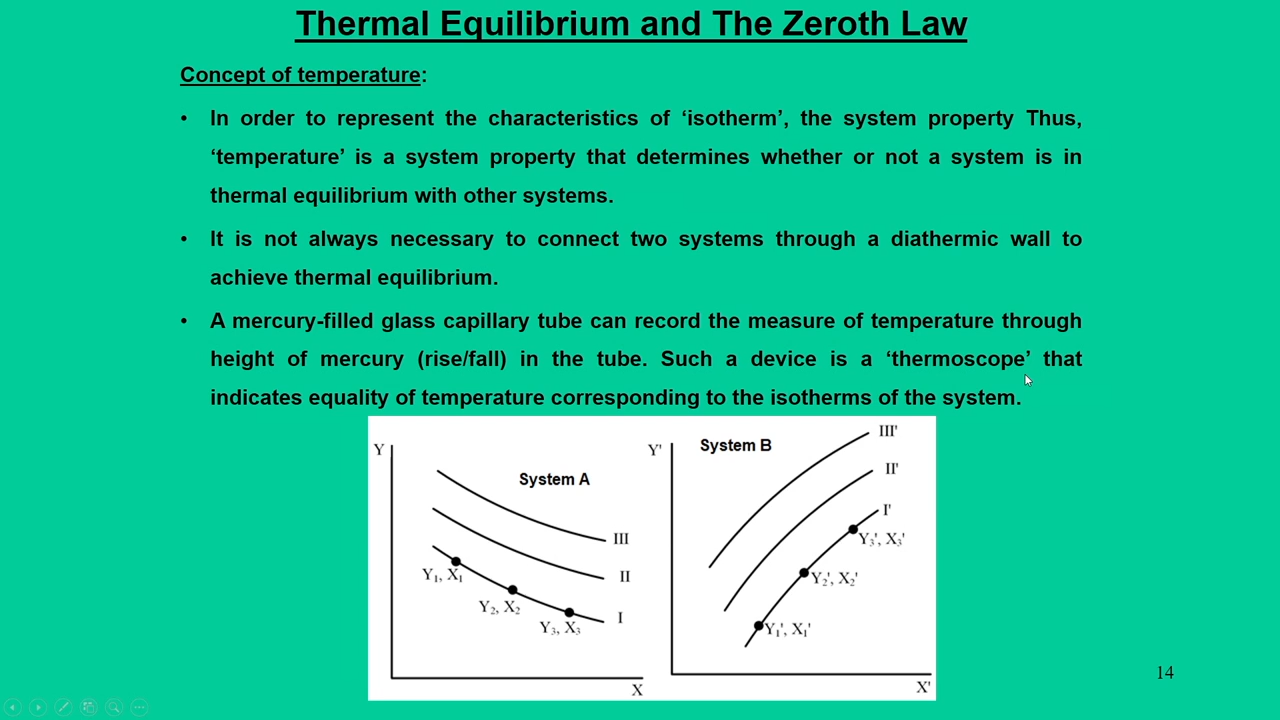 Thermal Equilibrium and The Zeroth Law
Concept of temperature:
• In order to represent the characteristics of ‘isotherm’, the system property Thus,
‘temperature’ is a system property that determines whether or not a system is in
thermal equilibrium with other systems.
• It is not always necessary to connect two systems through a diathermic wall to
achieve thermal equilibrium.
• A mercury-filled glass capillary tube can record the measure of temperature through
height of mercury (rise/fall) in the tube. Such a device is a ‘thermoscope’ that
indicates equality of temperature corresponding to the isotherms of the system.
Y
System A
III
II
I
Y₁, X₁
Y₂, X₂
Y₃, X₃
X
Y'
System B
III'
II'
I'
Y₃', X₃'
Y₂', X₂'
Y₁', X₁'
X'
14